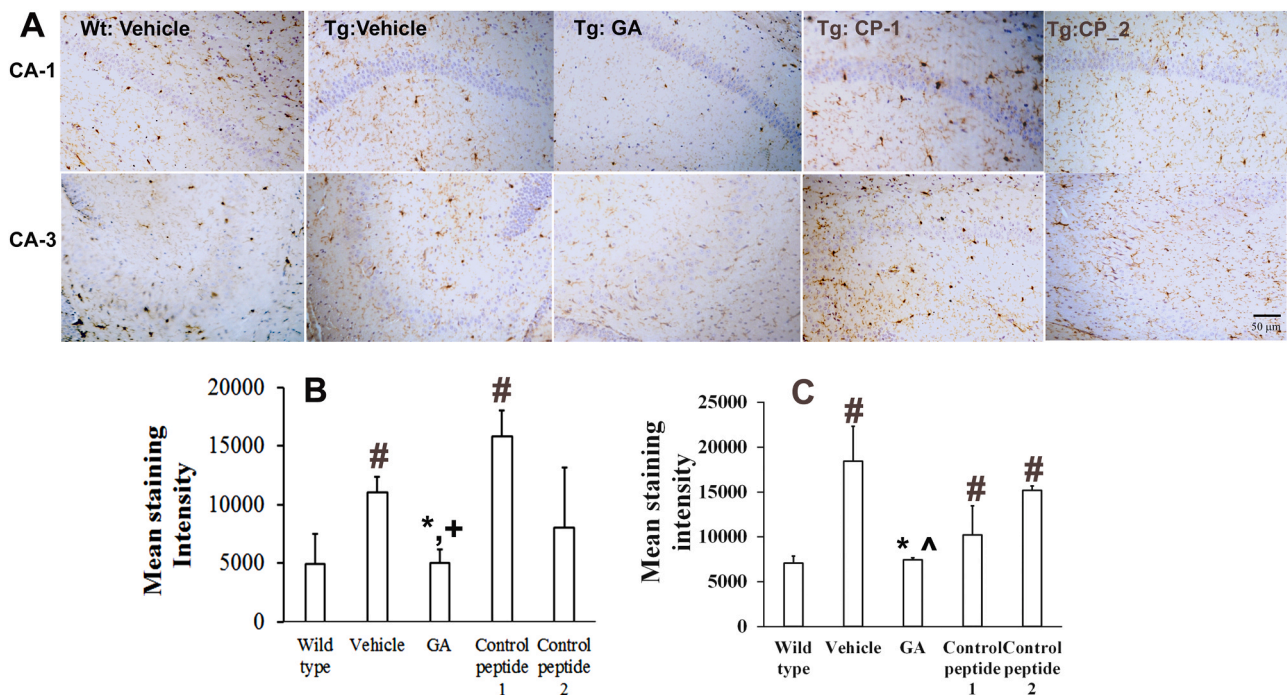 A
Wt: Vehicle
Tg:Vehicle
Tg: GA
Tg: CP-1
Tg:CP_2
CA-1
CA-3
50 μm
B
Mean staining
Intensity
20000
15000
10000
5000
0
#
*,+
#
Wild
type
Vehicle
GA
Control
peptide
1
Control
peptide
2
C
Mean staining
intensity
25000
20000
15000
10000
5000
0
#
* ^
#
#
Wild
type
Vehicle
GA
Control
peptide
1
Control
peptide
2